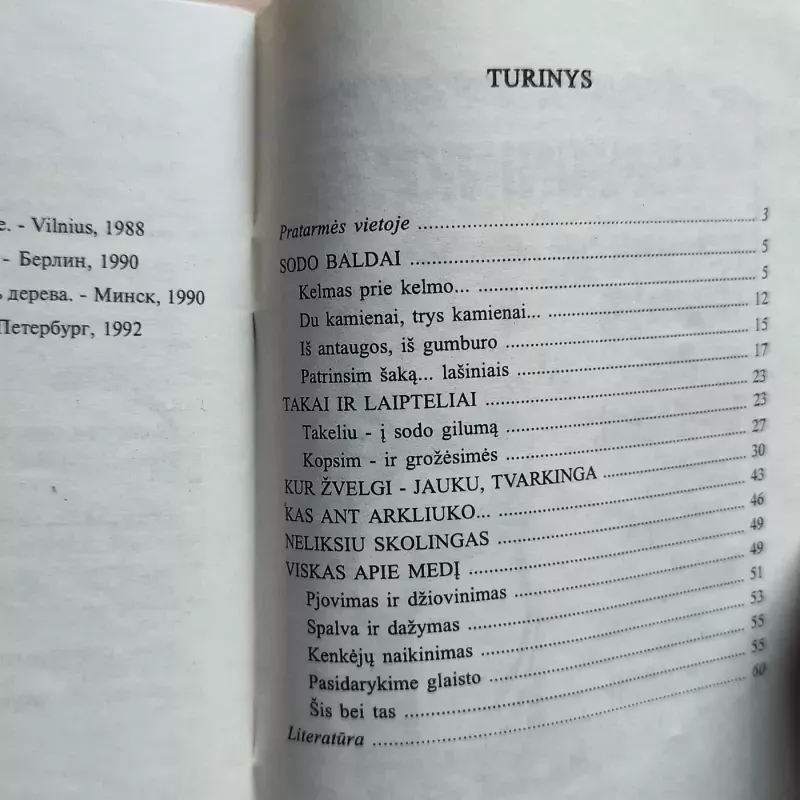 e. - Vilnius, 1988
- Берлин, 1990
ь дерева. - Минск, 1990
Петербург, 1992
TURINYS
Pratarmės vietoje ........ 3
SODO BALDAI ........ 5
Kelmas prie kelmo... ........ 5
Du kamienai, trys kamienai... ........ 12
Iš antaugos, iš gumburo ........ 15
Patrinsim šaką... lašiniais ........ 17
TAKAI IR LAIPTELIAI ........ 23
Takeliu - į sodo gilumą ........ 23
Kopsim - ir grožėsimės ........ 27
KUR ŽVELGI - JAUKU, TVARKINGA ........ 30
KAS ANT ARKLIUKO... ........ 43
NELIKSIU SKOLINGAS ........ 46
VISKAS APIE MEDĮ ........ 49
Pjovimas ir džiovinimas ........ 49
Spalva ir dažymas ........ 51
Kenkėjų naikinimas ........ 53
Pasidarykime glaisto ........ 55
Šis bei tas ........ 55
Literatūra ........ 60